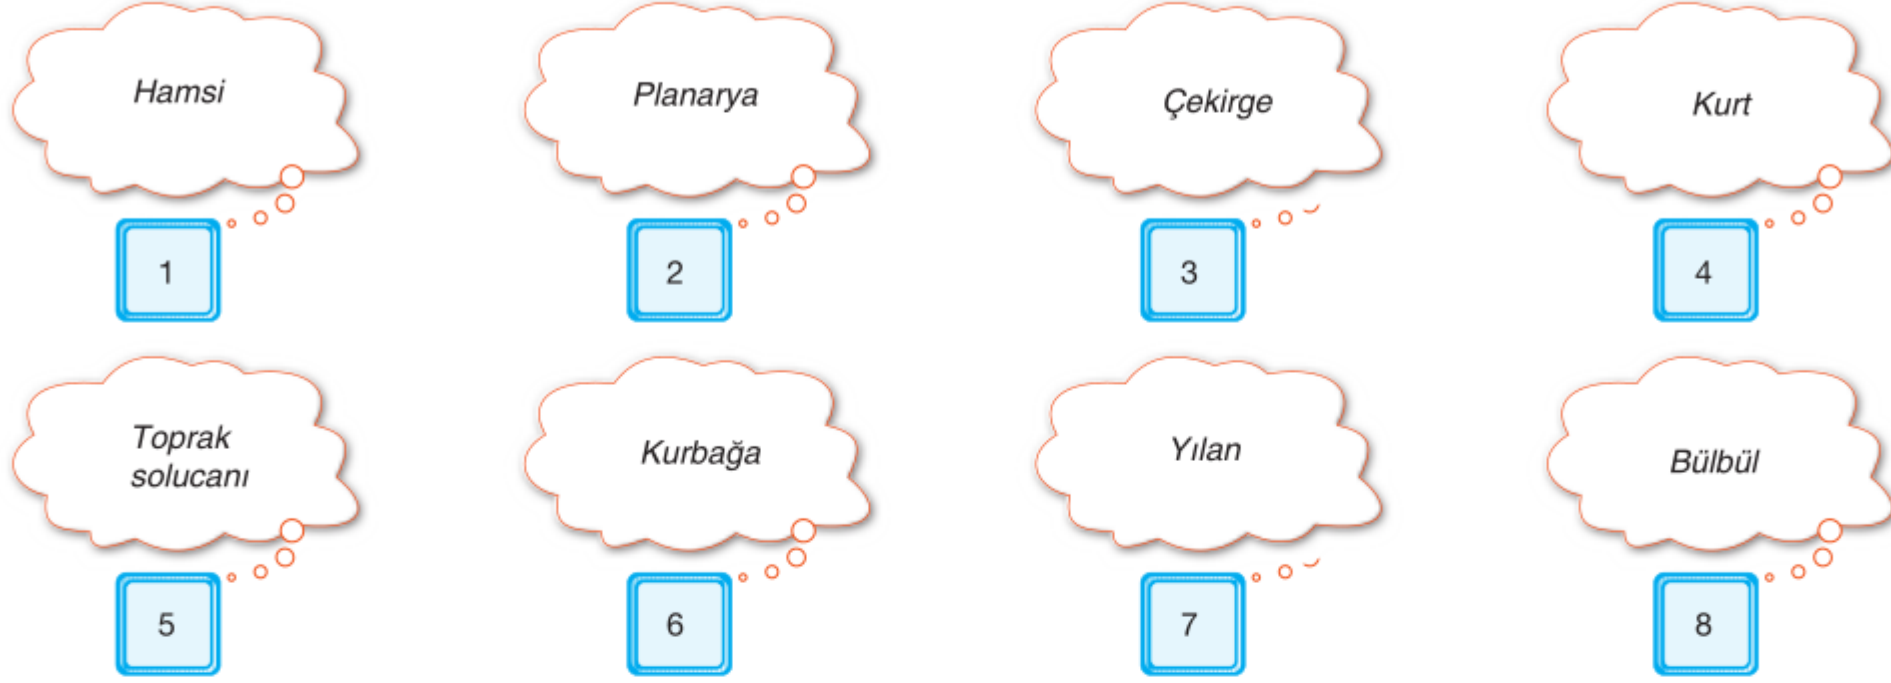 Hamsi
Planarya
Çekirge
Kurt
1
2
3
4
Toprak
solucanı
Kurbağa
Yılan
Bülbül
5
6
7
8